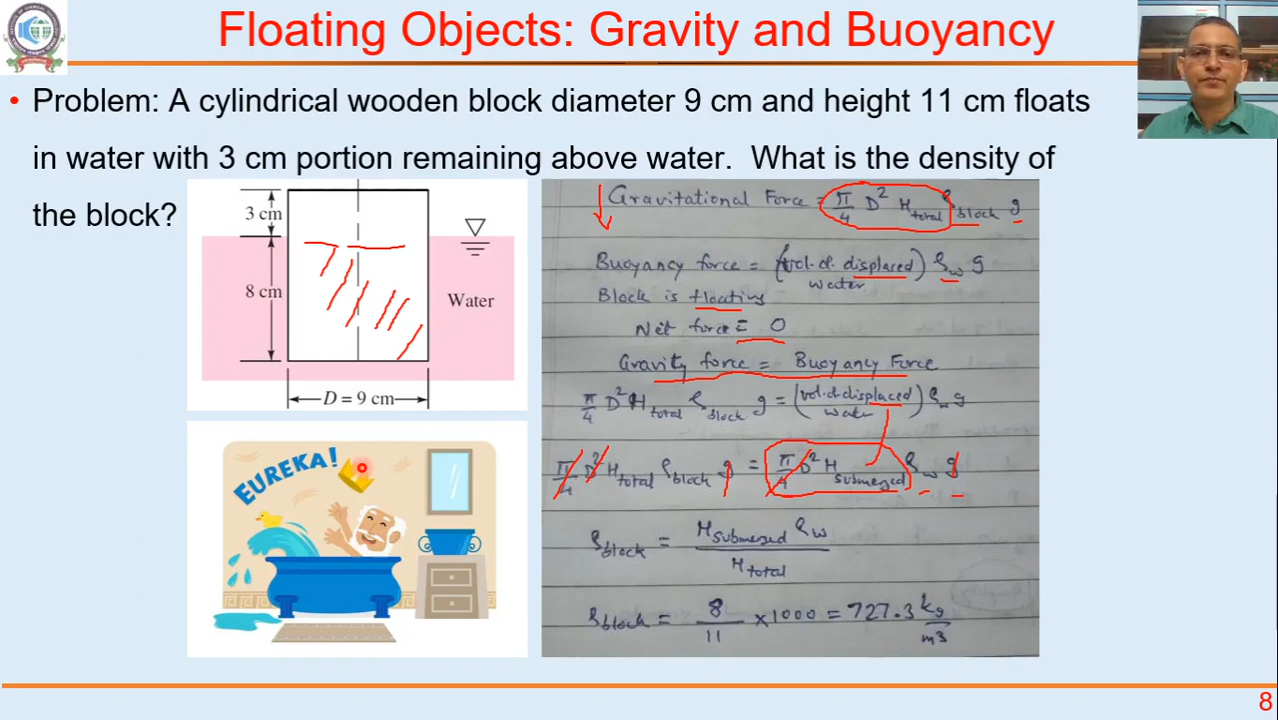 Floating Objects: Gravity and Buoyancy
• Problem: A cylindrical wooden block diameter 9 cm and height 11 cm floats
in water with 3 cm portion remaining above water. What is the density of
the block?
3 cm
8 cm
Water
D = 9 cm
EUREKA!
Gravitational Force = π/4 D² H total ρ block g
Buoyancy force = (vol. of. displaced water) ρw g
Block is floating
Net force = 0
Gravity force = Buoyancy Force
π/4 D² H total ρ block g = (vol. of displaced water) ρw g
π/4 D² H total ρ block g = π/4 D² H submerged ρw g
ρ block = H submerged ρw / H total
ρ block = 8/11 × 1000 = 727.3 kg/m3
8